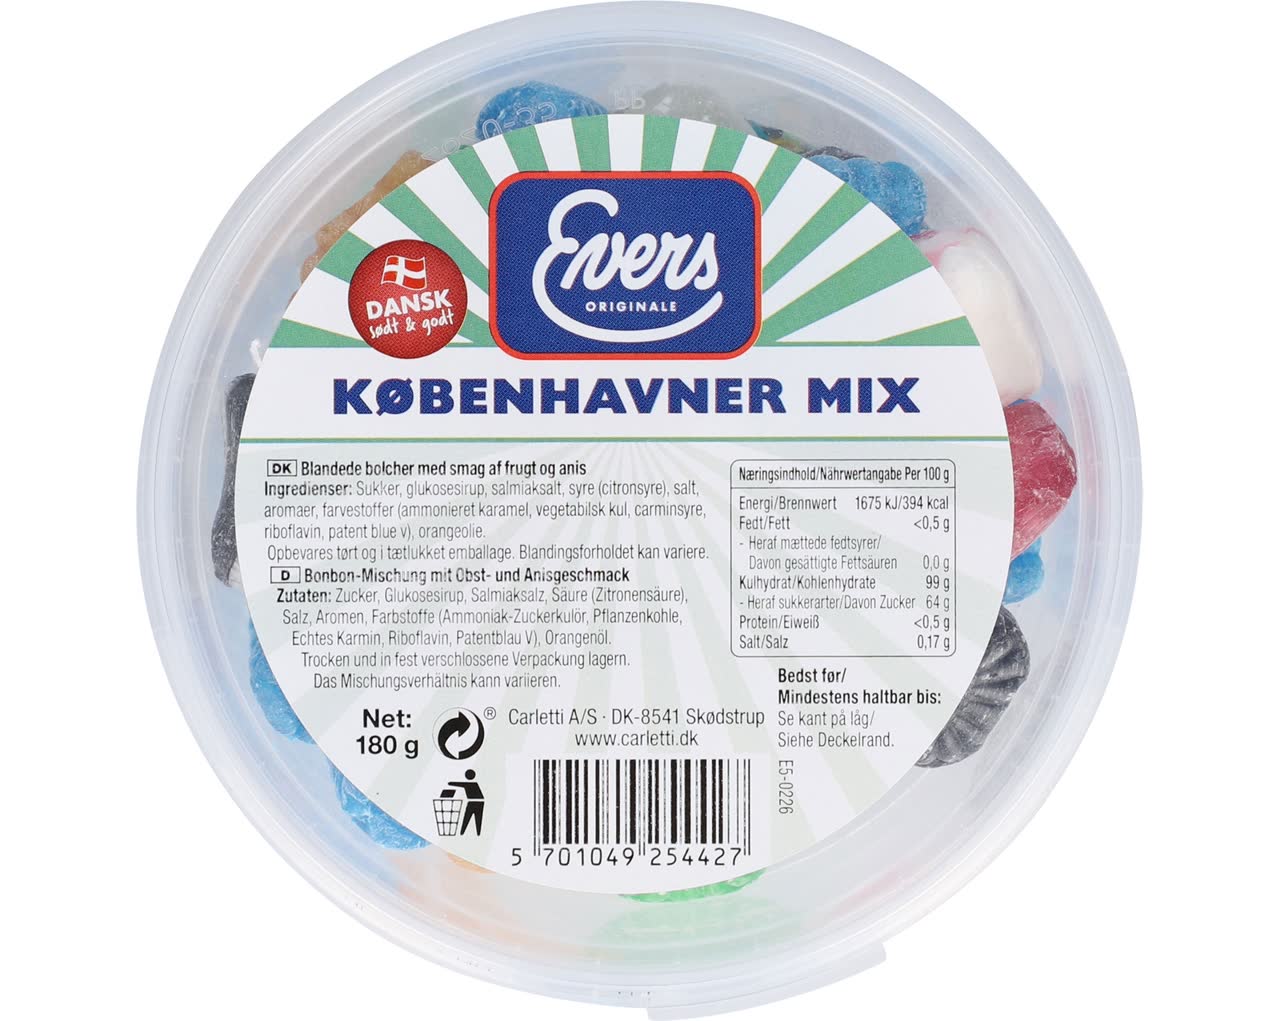 Evers
ORIGINALE
DANSK
sødt & godt
KØBENHAVNER MIX
DK Blandede bolcher med smag af frugt og anis
Ingredienser: Sukker, glukosesirup, salmiaksalt, syre (citronsyre), salt,
aromaer, farvestoffer (ammonieret karamel, vegetabilsk kul, carminsyre,
riboflavin, patent blue v), orangeolie.
Opbevares tørt og i tætlukket emballage. Blandingsforholdet kan variere.
D Bonbon-Mischung mit Obst- und Anisgeschmack
Zutaten: Zucker, Glukosesirup, Salmiaksalz, Säure (Zitronensäure),
Salz, Aromen, Farbstoffe (Ammoniak-Zuckerkulör, Pflanzenkohle,
Echtes Karmin, Riboflavin, Patentblau V), Orangenöl.
Trocken und in fest verschlossene Verpackung lagern.
Das Mischungsverhältnis kann variieren.
Næringsindhold/Nährwertangabe Per 100 g
Energi/Brennwert 1675 kJ/394 kcal
Fedt/Fett <0,5 g
- Heraf mættede fedtsyrer/
Davon gesättigte Fettsäuren 0,0 g
Kulhydrat/Kohlenhydrate 99 g
- Heraf sukkerarter/Davon Zucker 64 g
Protein/Eiweiß <0,5 g
Salt/Salz 0,17 g
Bedst før/
Mindestens haltbar bis:
Se kant på låg/
Siehe Deckelrand.
E5-0226
Net:
180 g
®
Carletti A/S · DK-8541 Skødstrup
www.carletti.dk
5 701049 254427